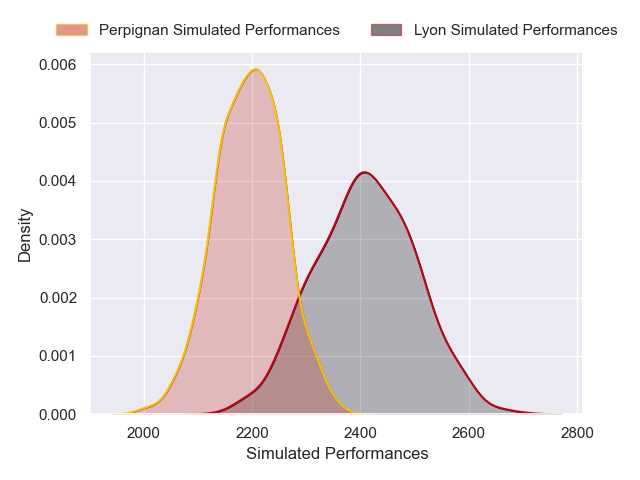 Perpignan Simulated Performances Lyon Simulated Performances
0.006
0.005
0.004
0.003
0.002
0.001
0.000
Density
2000 2200 2400 2600 2800
Simulated Performances